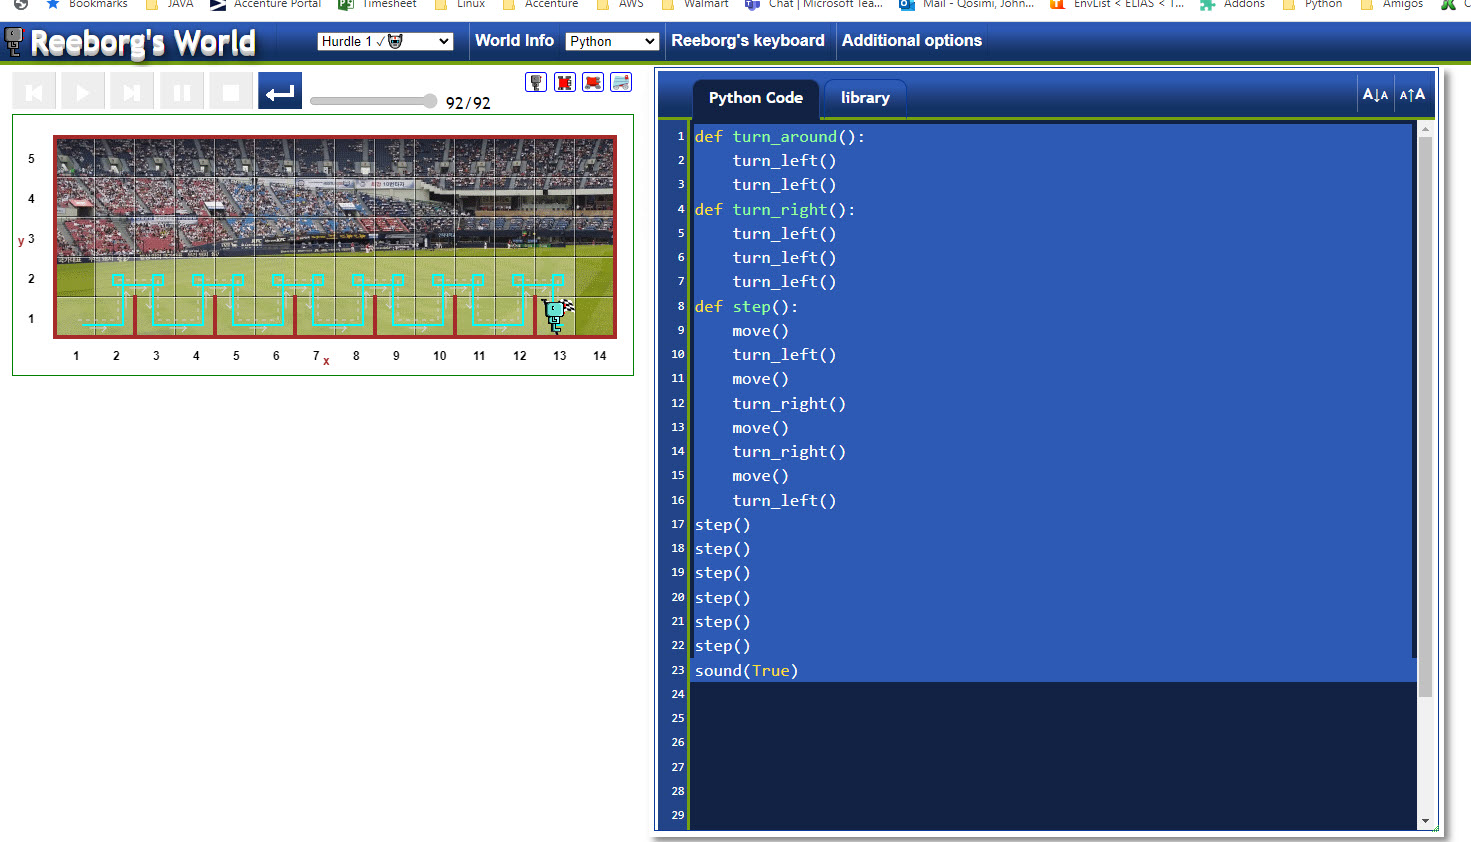 Bookmarks JAVA Accenture Portal Timesheet Linux Accenture AWS Walmart Chat | Microsoft Tea... Mail - Qosimi, John... EnvList < ELIAS < T... Addons Python Amigos
Reeborg's World Hurdle 1 ✓ World Info Python Reeborg's keyboard Additional options
92/92
Python Code library A↓A A↑A
5
4
y 3
2
1
1 2 3 4 5 6 7 8 9 10 11 12 13 14
x
1 def turn_around():
2     turn_left()
3     turn_left()
4 def turn_right():
5     turn_left()
6     turn_left()
7     turn_left()
8 def step():
9     move()
10     turn_left()
11     move()
12     turn_right()
13     move()
14     turn_right()
15     move()
16     turn_left()
17 step()
18 step()
19 step()
20 step()
21 step()
22 step()
23 sound(True)
24
25
26
27
28
29